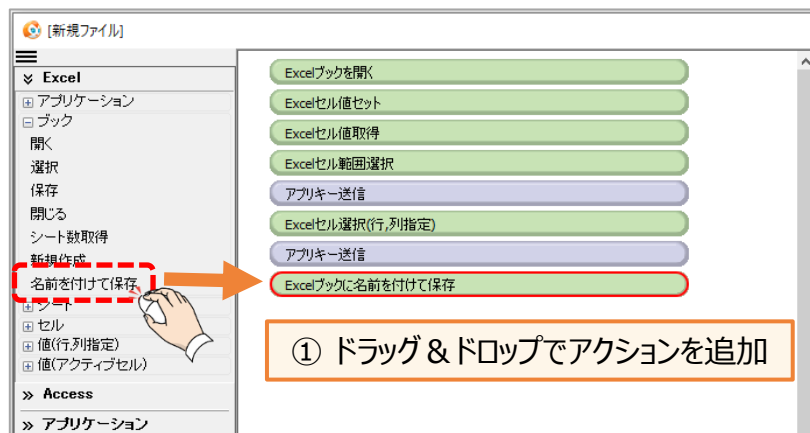 [新規ファイル]
Excel
アプリケーション
ブック
開く
選択
保存
閉じる
シート数取得
新規作成
名前を付けて保存
シート
セル
値(行,列指定)
値(アクティブセル)
Access
アプリケーション
Excelブックを開く
Excelセル値セット
Excelセル値取得
Excelセル範囲選択
アプリキー送信
Excelセル選択(行,列指定)
アプリキー送信
Excelブックに名前を付けて保存
① ドラッグ＆ドロップでアクションを追加